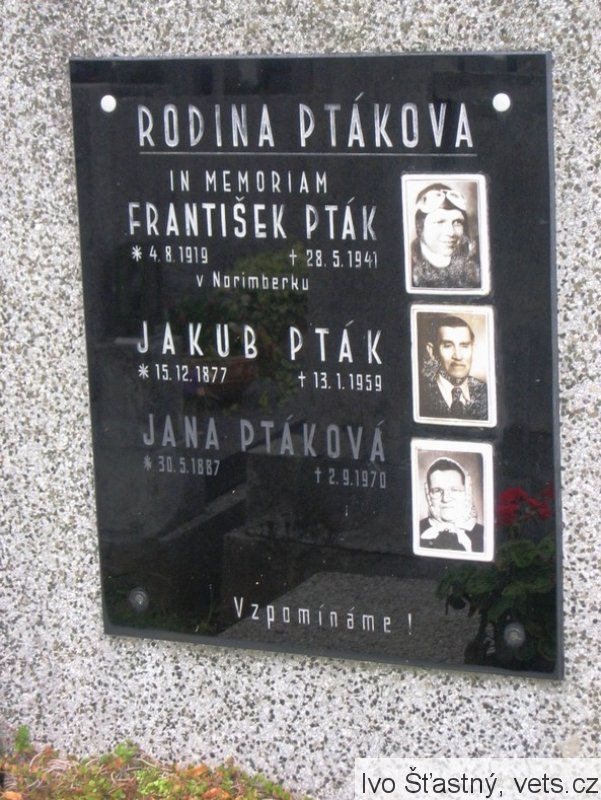 RODINA PTÁKOVA
IN MEMORIAM
FRANTIŠEK PTÁK
* 4.8.1919 † 28.5.1941
v Norimberku
JAKUB PTÁK
* 15.12.1877 † 13.1.1959
JANA PTÁKOVÁ
* 30.5.1887 † 2.9.1970
Vzpomínáme !
Ivo Šťastný, vets.cz